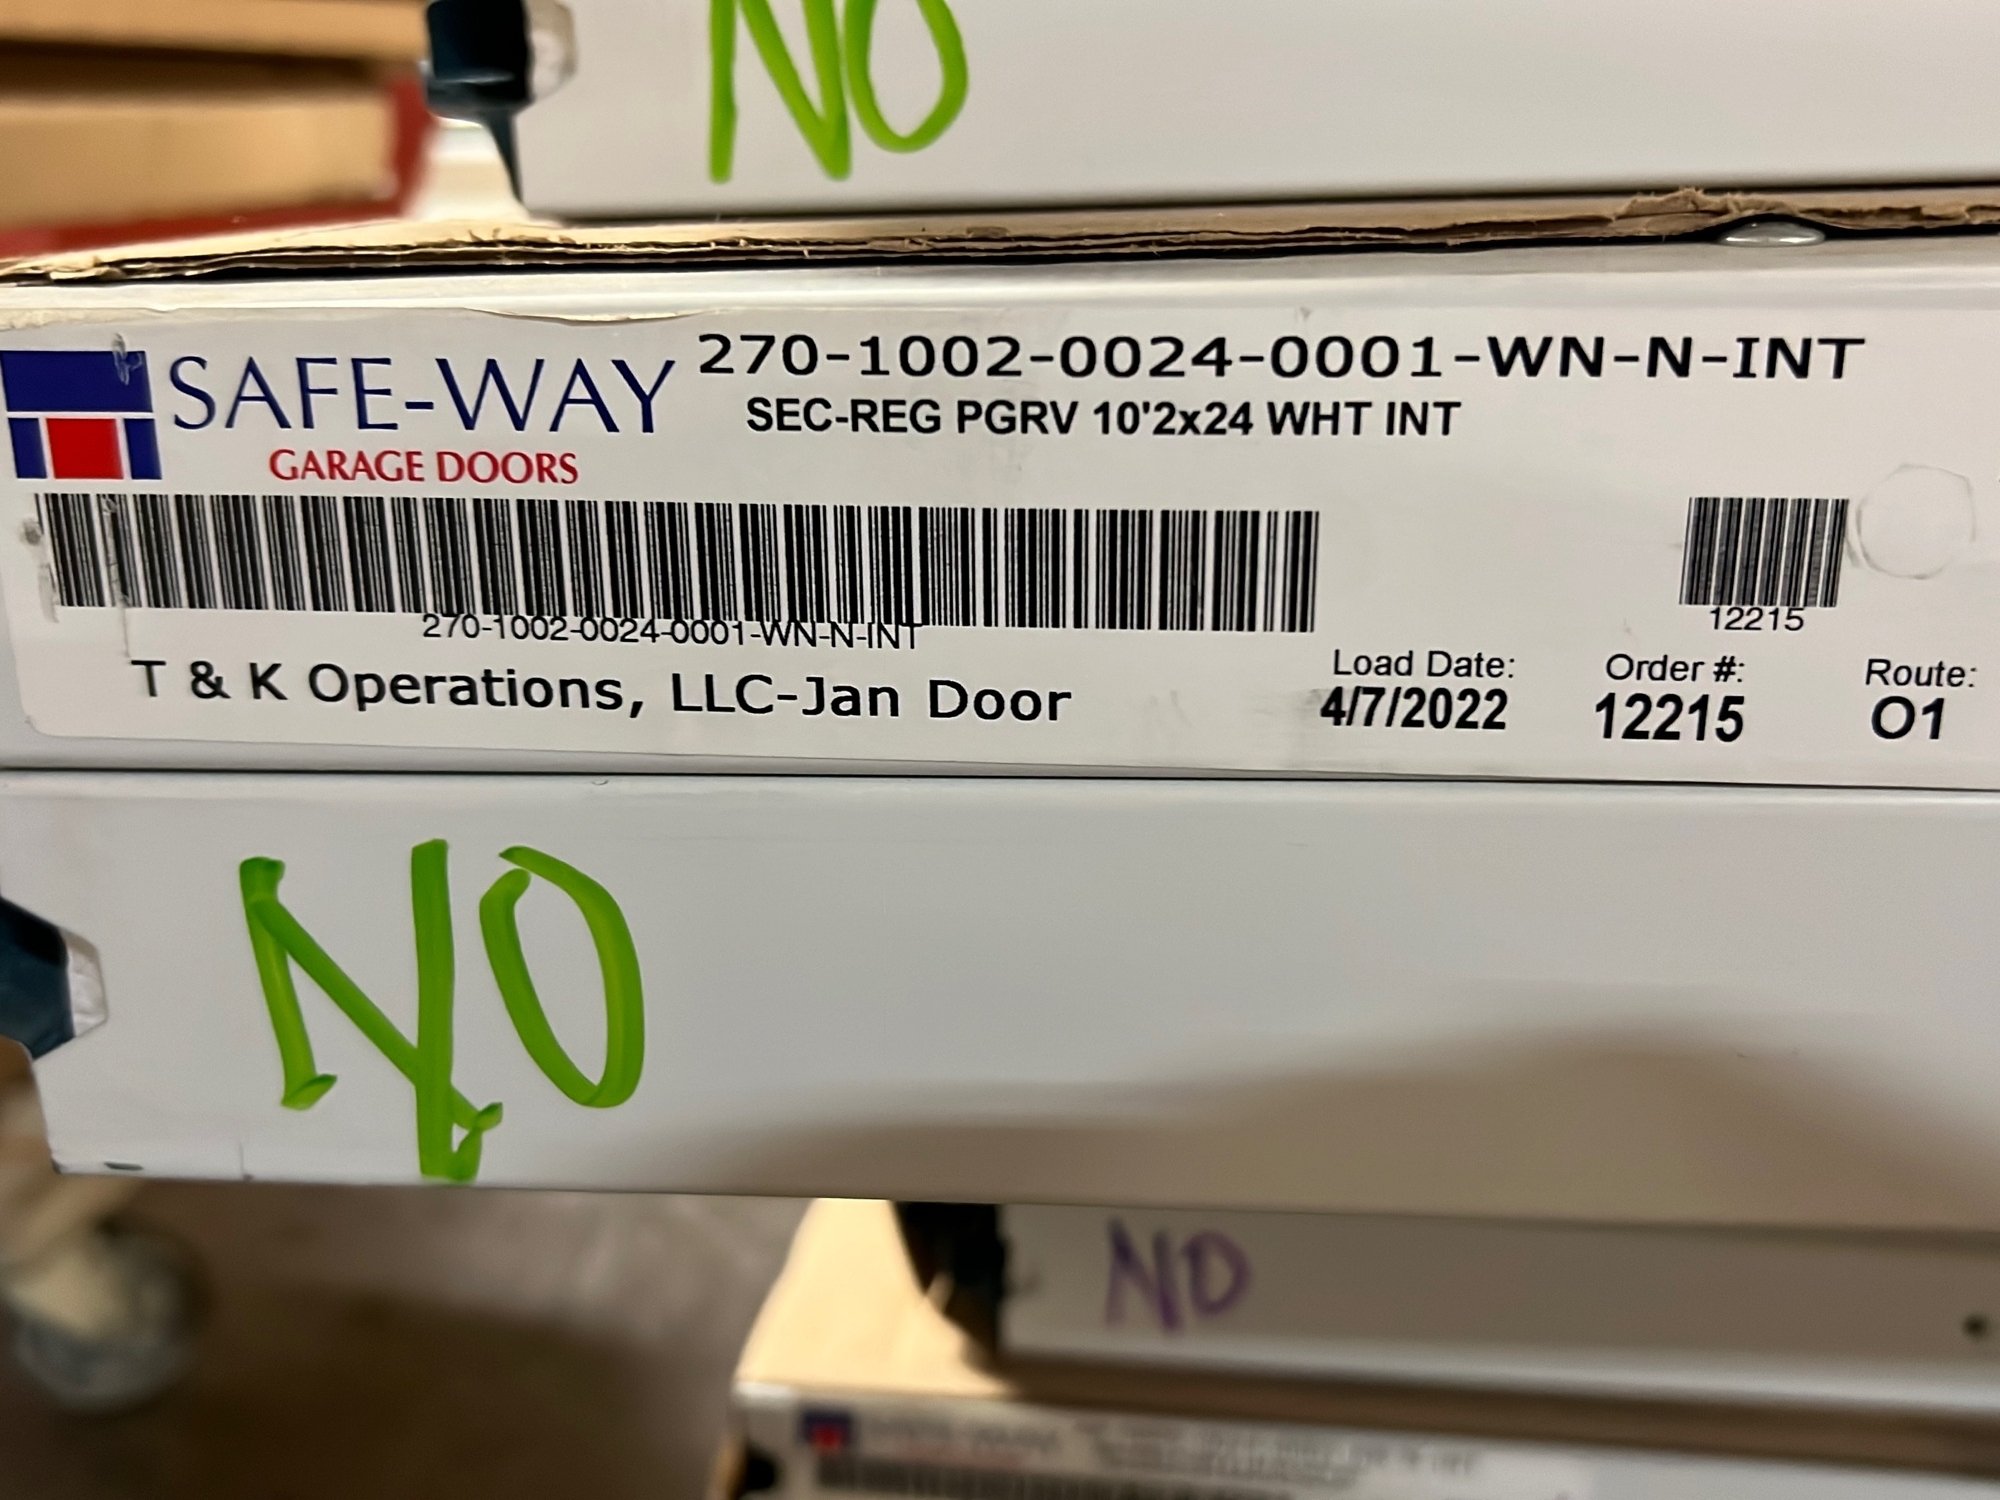 NO
SAFE-WAY
GARAGE DOORS
270-1002-0024-0001-WN-N-INT
SEC-REG PGRV 10'2x24 WHT INT
270-1002-0024-0001-WN-N-INT
12215
T & K Operations, LLC-Jan Door
Load Date:
4/7/2022
Order #:
12215
Route:
O1
NO
NO